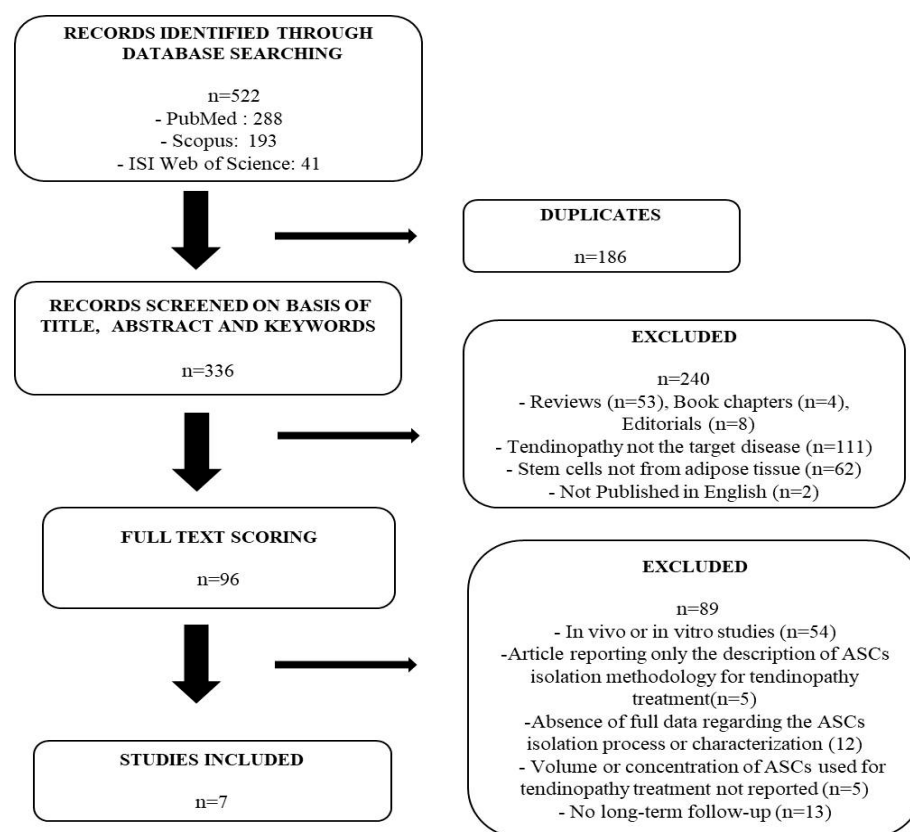 RECORDS IDENTIFIED THROUGH
DATABASE SEARCHING
n=522
- PubMed : 288
- Scopus: 193
- ISI Web of Science: 41
DUPLICATES
n=186
RECORDS SCREENED ON BASIS OF
TITLE, ABSTRACT AND KEYWORDS
n=336
EXCLUDED
n=240
- Reviews (n=53), Book chapters (n=4),
Editorials (n=8)
- Tendinopathy not the target disease (n=111)
- Stem cells not from adipose tissue (n=62)
- Not Published in English (n=2)
FULL TEXT SCORING
n=96
EXCLUDED
n=89
- In vivo or in vitro studies (n=54)
-Article reporting only the description of ASCs
isolation methodology for tendinopathy
treatment(n=5)
-Absence of full data regarding the ASCs
isolation process or characterization (12)
- Volume or concentration of ASCs used for
tendinopathy treatment not reported (n=5)
- No long-term follow-up (n=13)
STUDIES INCLUDED
n=7